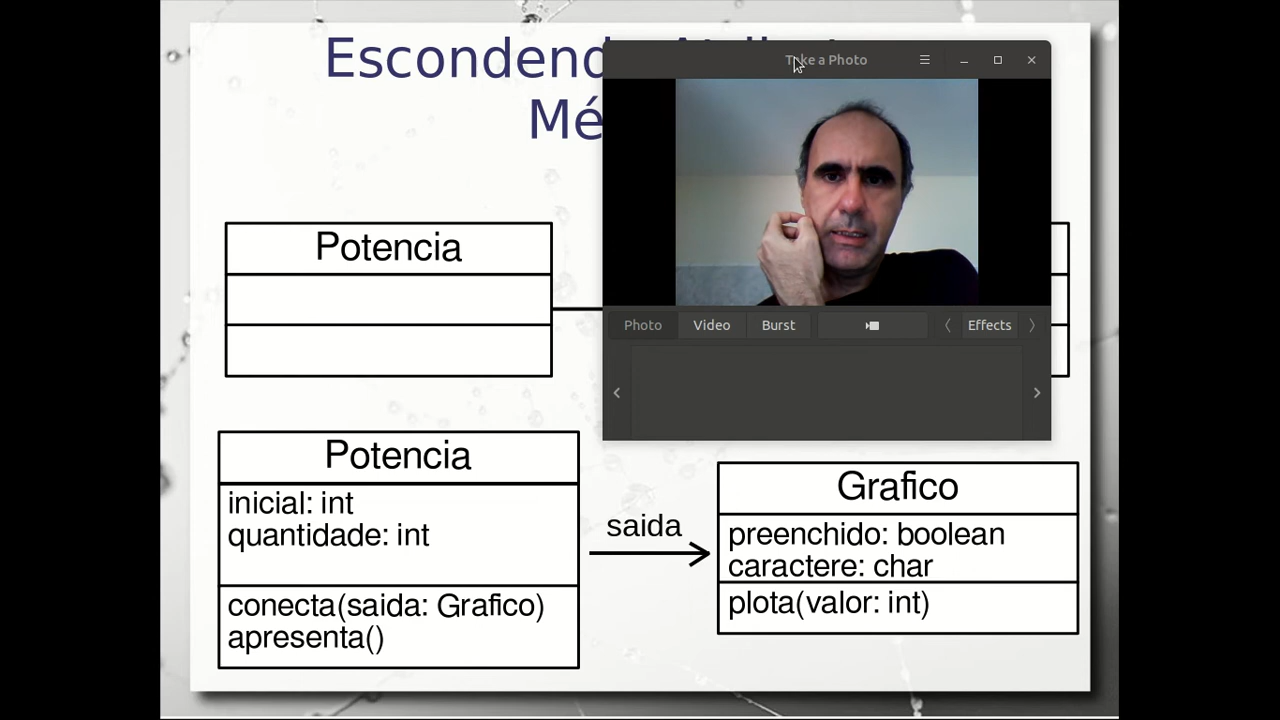 Escondend
Mé
Take a Photo
Potencia
Photo Video Burst Effects
Potencia
inicial: int
quantidade: int
conecta(saida: Grafico)
apresenta()
saida
Grafico
preenchido: boolean
caractere: char
plota(valor: int)